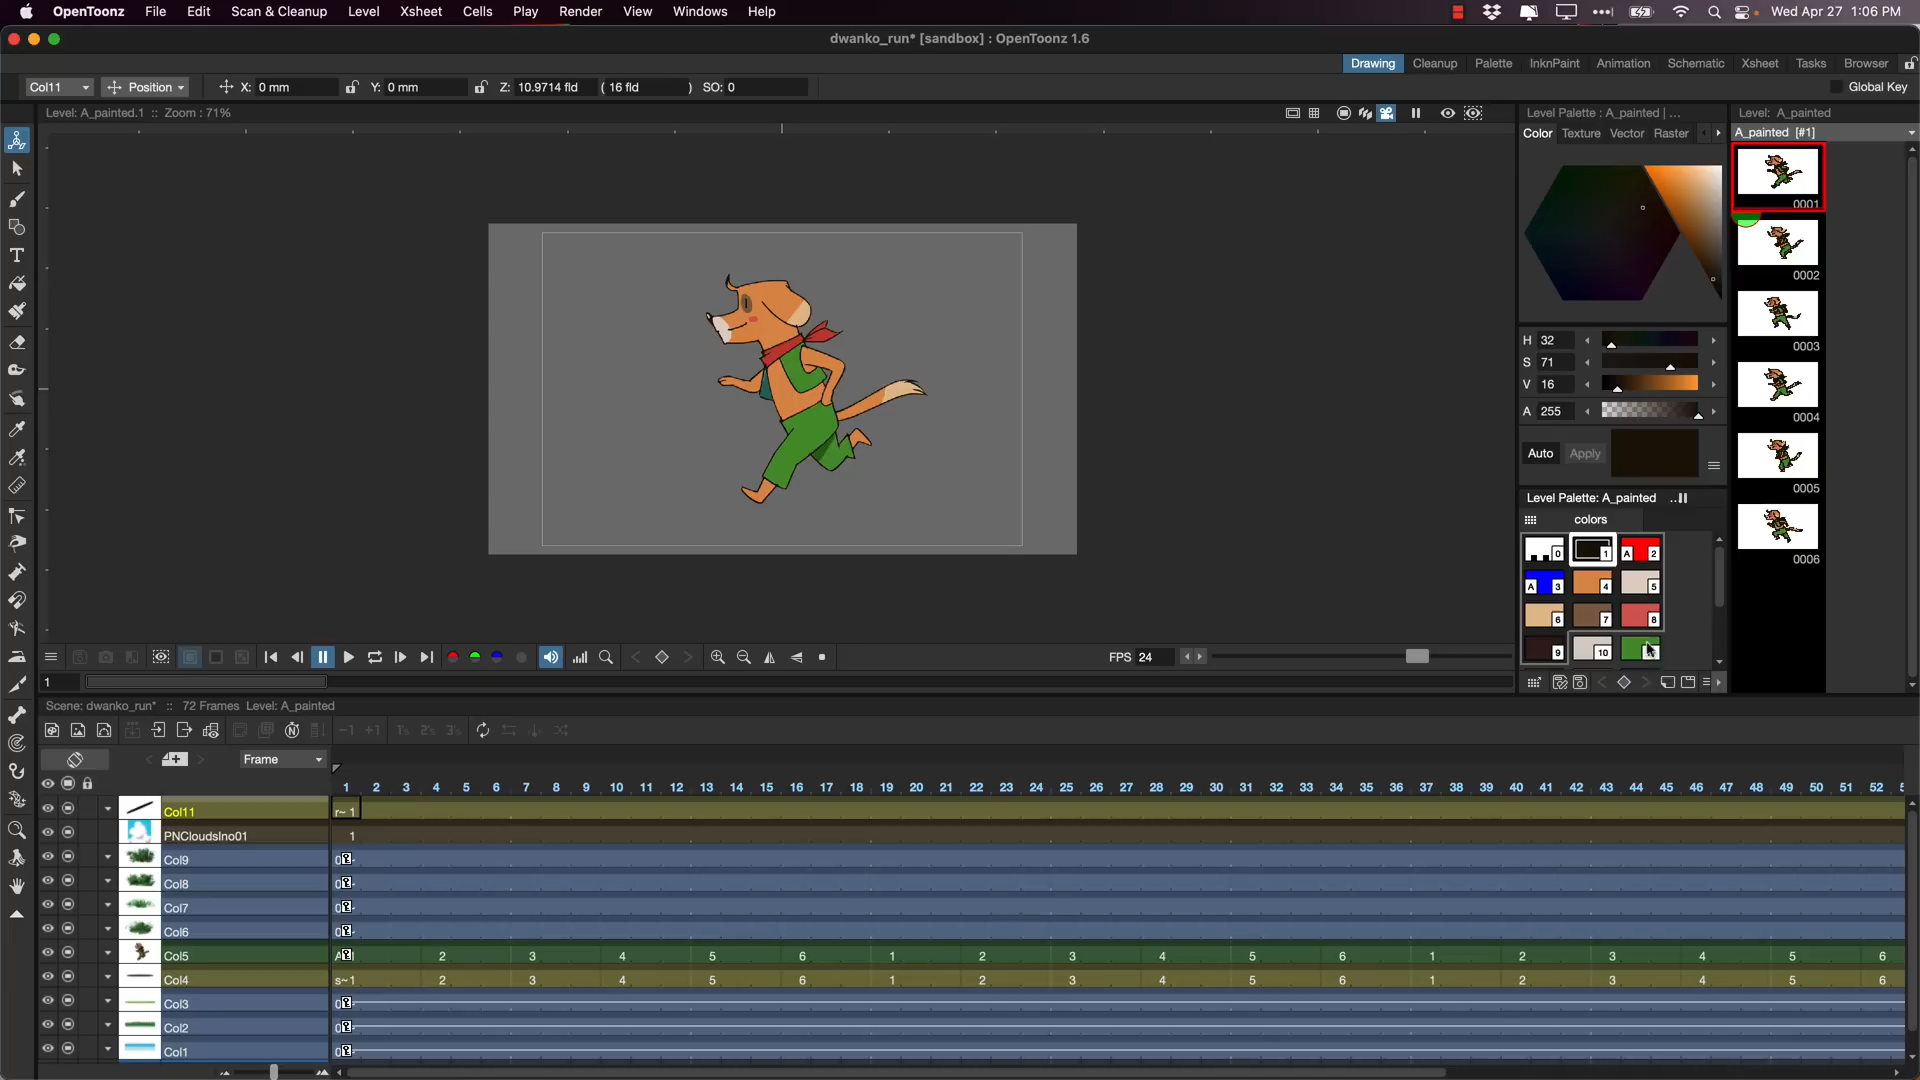 OpenToonz File Edit Scan & Cleanup Level Xsheet Cells Play Render View Windows Help Wed Apr 27 1:06 PM
dwanko_run* [sandbox] : OpenToonz 1.6
Drawing Cleanup Palette InknPaint Animation Schematic Xsheet Tasks Browser
Col11 Position X: 0 mm Y: 0 mm Z: 10.9714 fld ( 16 fld ) SO: 0 Global Key
Level: A_painted.1 :: Zoom : 71%
Level Palette : A_painted | ...
Level: A_painted
Color Texture Vector Raster
A_painted [#1]
0001
0002
0003
0004
0005
0006
H 32
S 71
V 16
A 255
Auto Apply
Level Palette: A_painted ..
colors
0 1 A 2
A 3 4 5
6 7 8
9 10
FPS 24
1
Scene: dwanko_run* :: 72 Frames Level: A_painted
-1 +1 1's 2's 3's
Frame
1 2 3 4 5 6 7 8 9 10 11 12 13 14 15 16 17 18 19 20 21 22 23 24 25 26 27 28 29 30 31 32 33 34 35 36 37 38 39 40 41 42 43 44 45 46 47 48 49 50 51 52 5
Col11 r~ 1
PNCloudsIno01 1
Col9
Col8
Col7
Col6
Col5 2 3 4 5 6 1 2 3 4 5 6 1 2 3 4 5 6
Col4 s~1 2 3 4 5 6 1 2 3 4 5 6 1 2 3 4 5 6
Col3
Col2
Col1